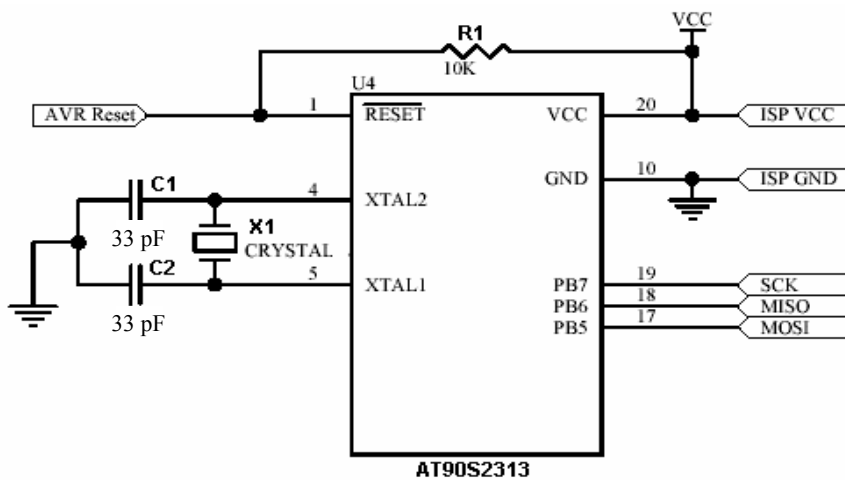 VCC
R1
10K
U4
AVR Reset
1
RESET
VCC
20
ISP VCC
GND
10
ISP GND
C1
33 pF
4
XTAL2
X1
CRYSTAL
C2
33 pF
5
XTAL1
PB7
19
SCK
PB6
18
MISO
PB5
17
MOSI
AT90S2313